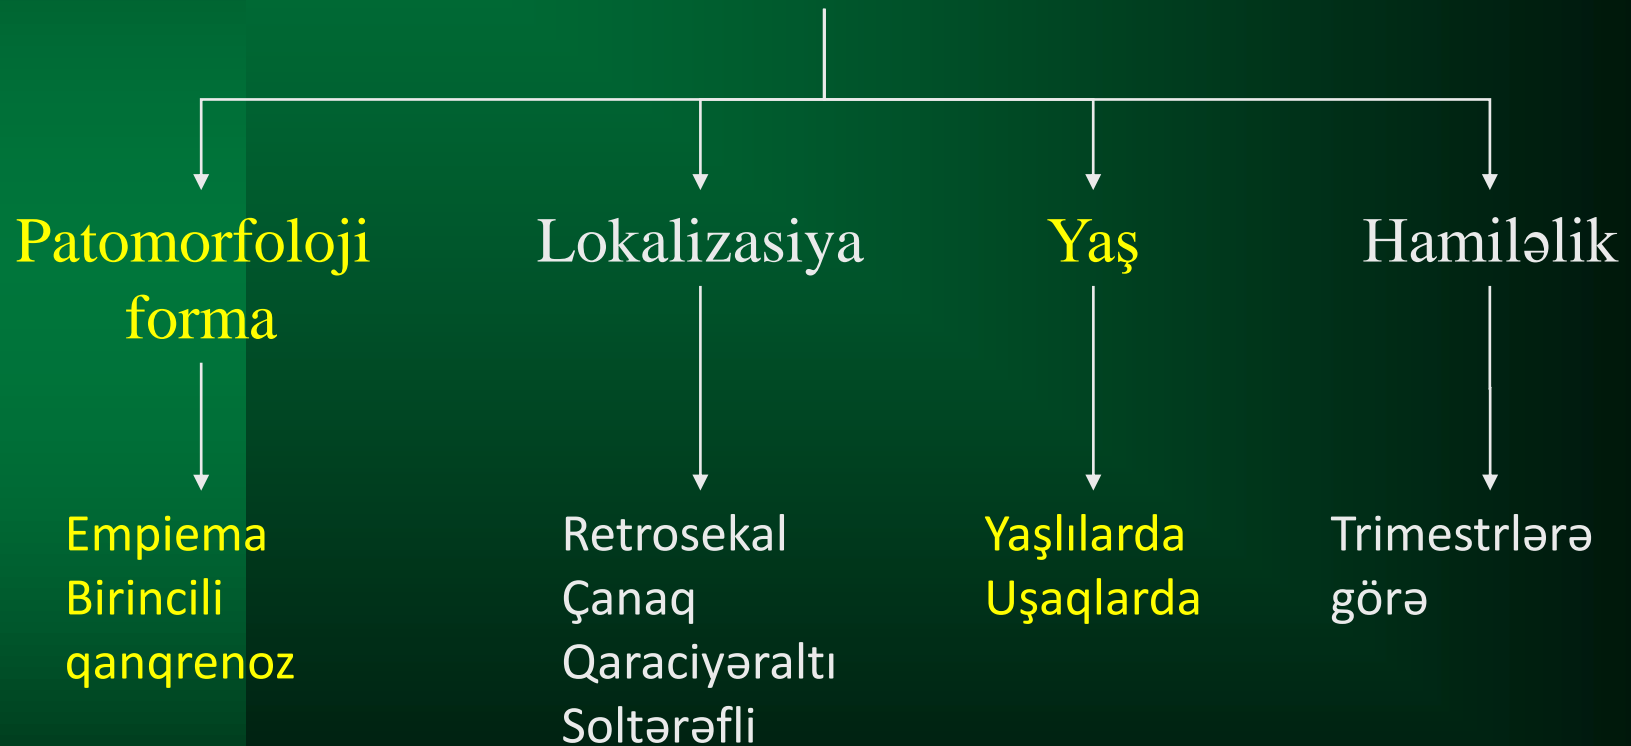 Patomorfoloji
forma
Lokalizasiya
Yaş
Hamiləlik
Empiema
Birincili
qanqrenoz
Retrosekal
Çanaq
Qaraciyəraltı
Soltərəfli
Yaşlılarda
Uşaqlarda
Trimestrlərə
görə